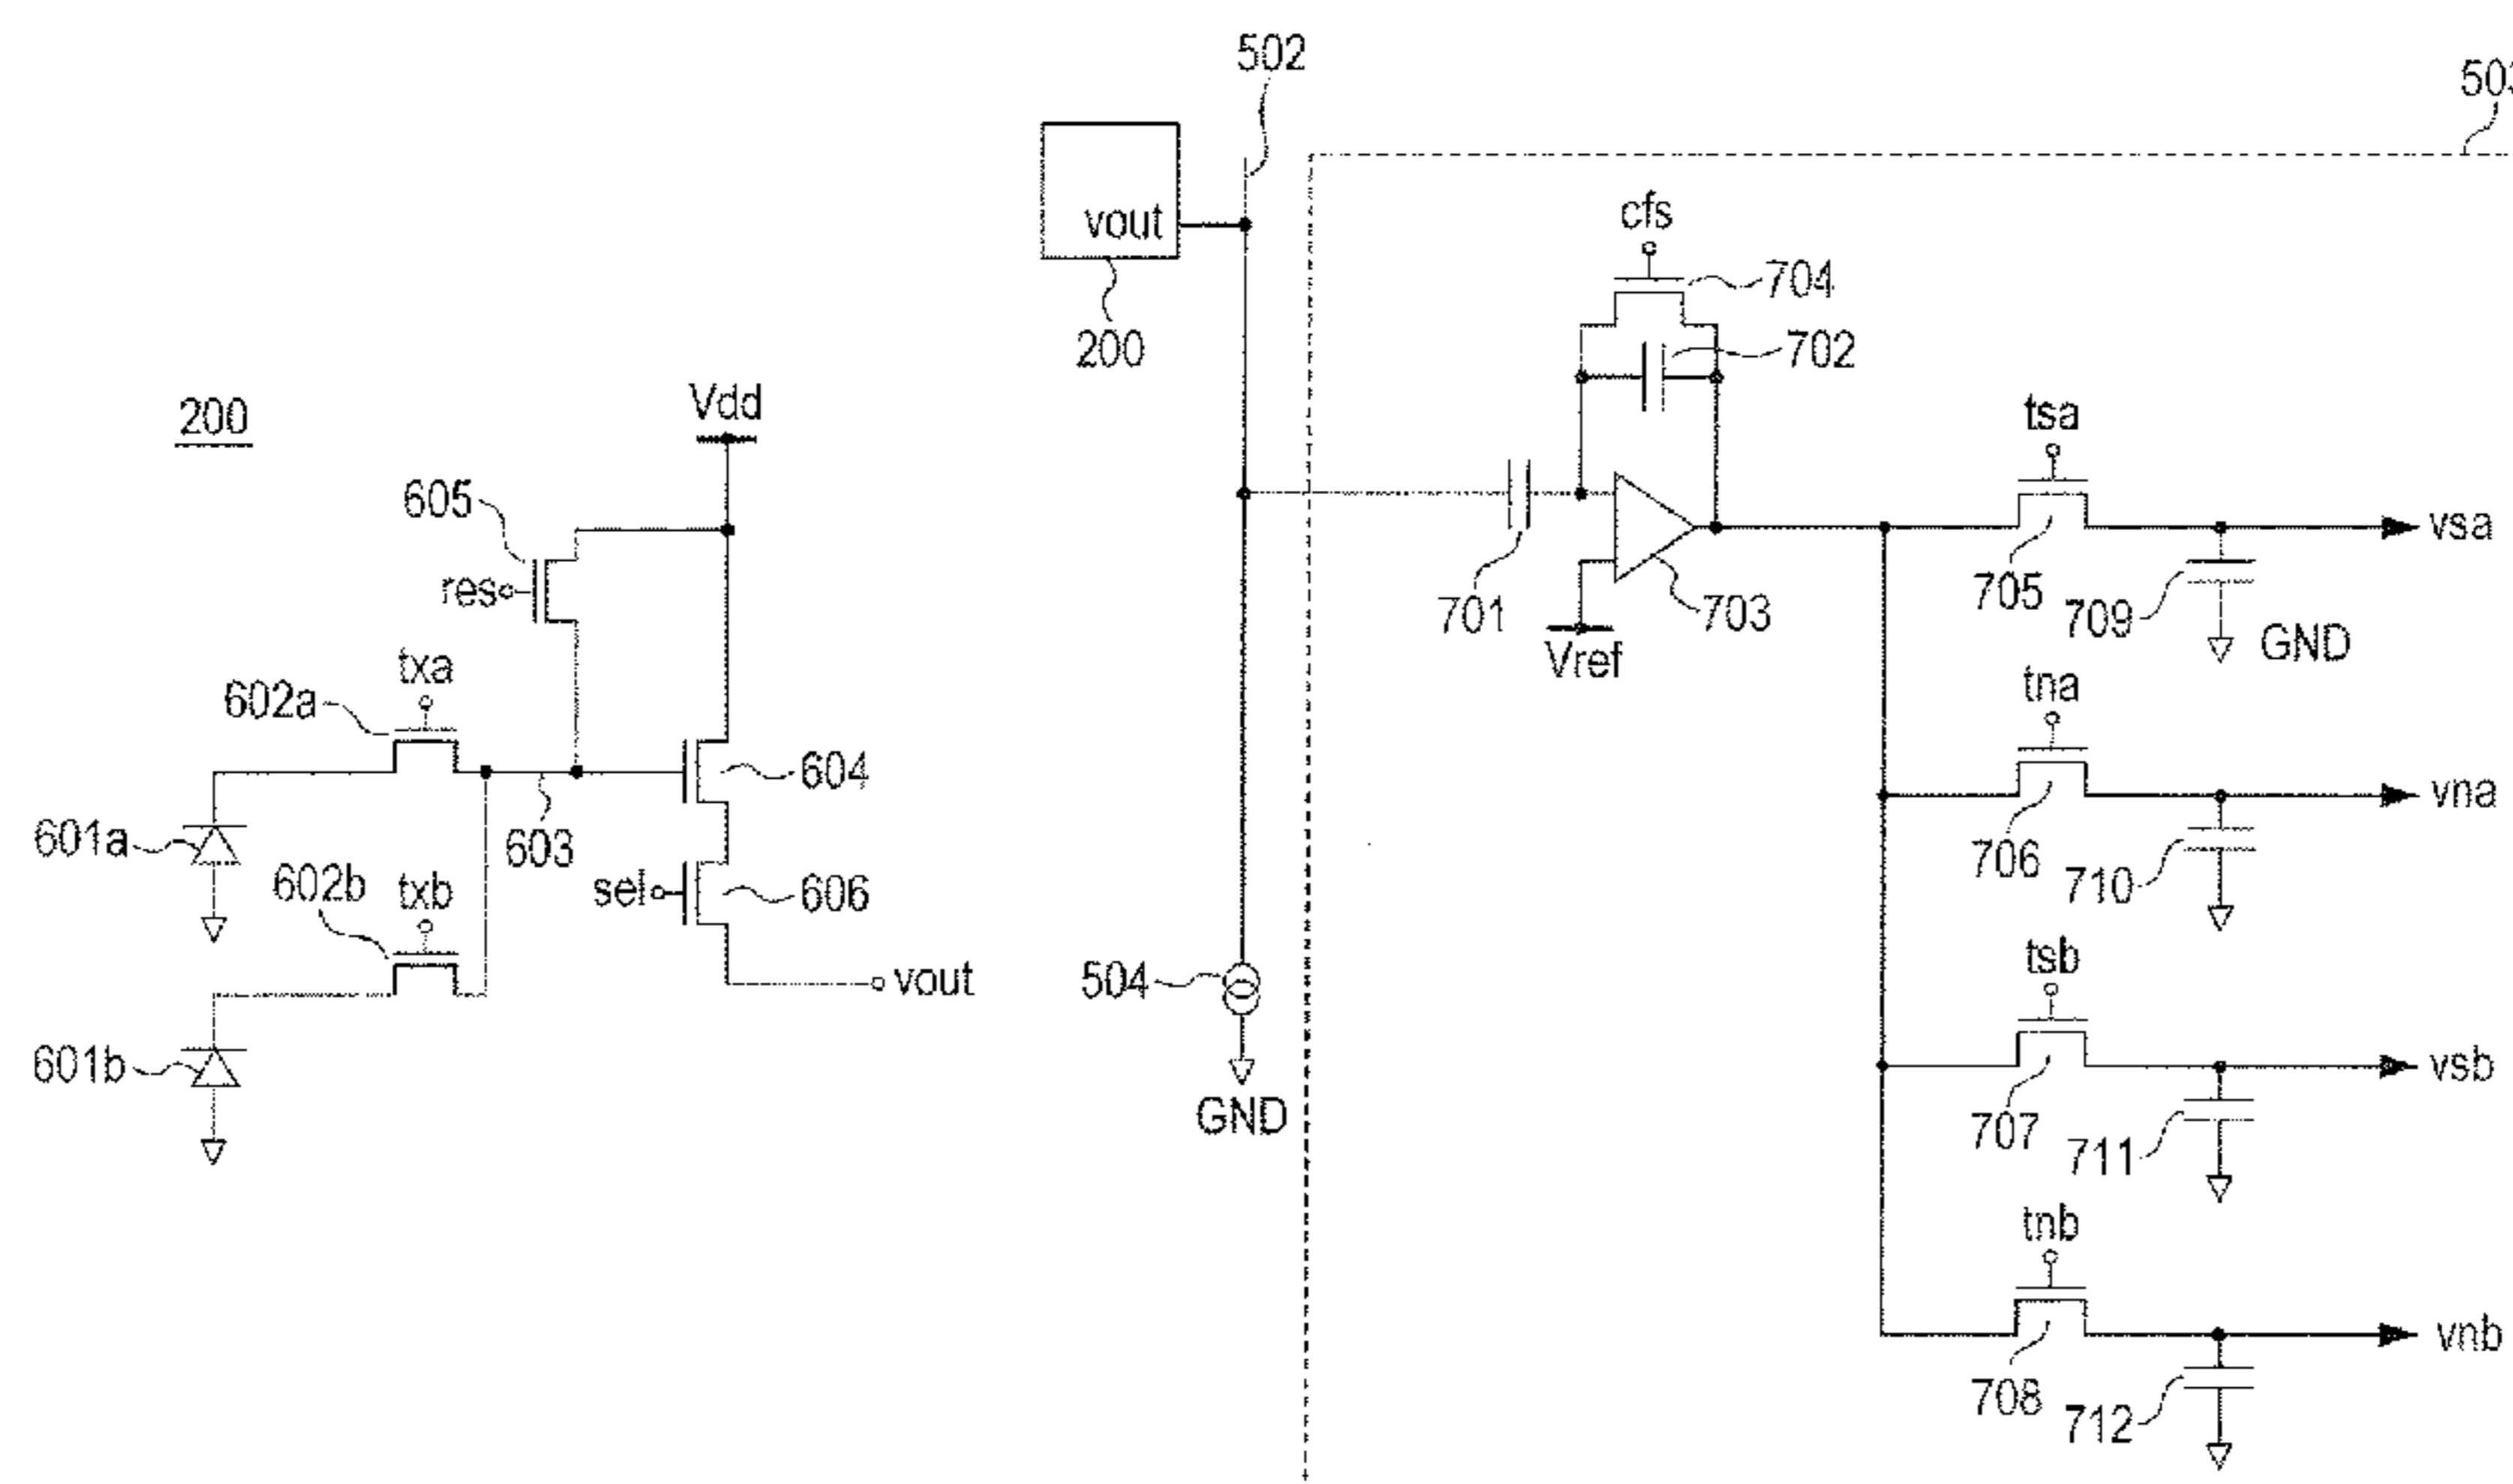 502
503
vout
200
cfs
704
702
200
Vdd
tsa
605
res
vsa
701
703
705
709
GND
Vref
txa
602a
tna
604
vna
601a
603
706
710
602b
txb
sel
606
tsb
504
vout
vsb
601b
GND
707
711
tnb
vnb
708
712